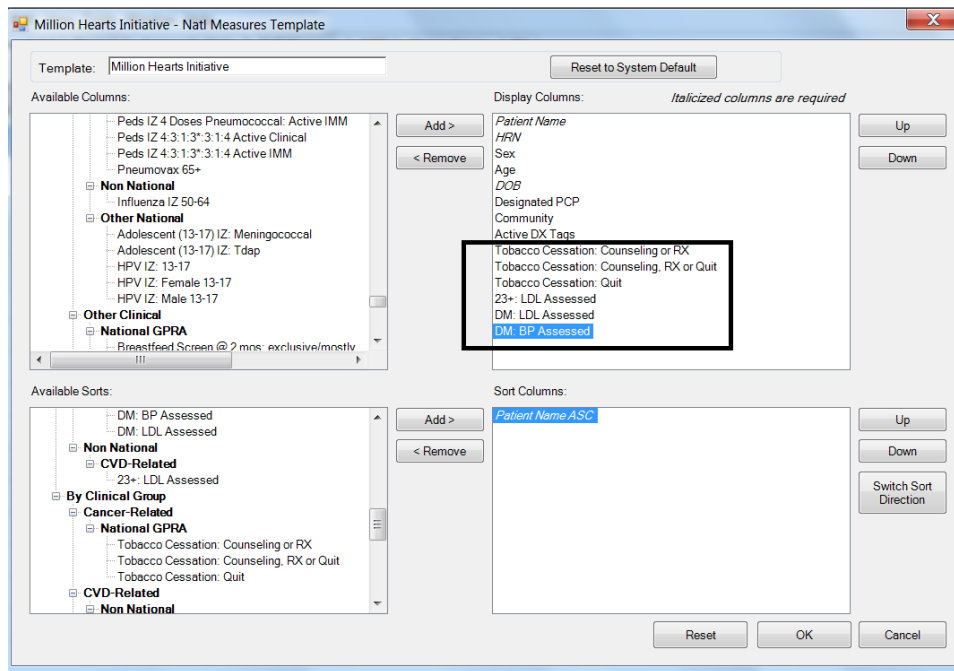 Million Hearts Initiative - Natl Measures Template
X
Template: Million Hearts Initiative
Reset to System Default
Available Columns:
Peds IZ 4 Doses Pneumococcal: Active IMM
Peds IZ 4:3:1:3*:3:1:4 Active Clinical
Peds IZ 4:3:1:3*:3:1:4 Active IMM
Pneumovax 65+
Non National
Influenza IZ 50-64
Other National
Adolescent (13-17) IZ: Meningococcal
Adolescent (13-17) IZ: Tdap
HPV IZ: 13-17
HPV IZ: Female 13-17
HPV IZ: Male 13-17
Other Clinical
National GPRA
Breastfeed Screen @ 2 mos: exclusive/mostly
Add >
< Remove
Display Columns:
Italicized columns are required
Patient Name
HRN
Sex
Age
DOB
Designated PCP
Community
Active DX Tags
Tobacco Cessation: Counseling or RX
Tobacco Cessation: Counseling, RX or Quit
Tobacco Cessation: Quit
23+: LDL Assessed
DM: LDL Assessed
DM: BP Assessed
Up
Down
Available Sorts:
DM: BP Assessed
DM: LDL Assessed
Non National
CVD-Related
23+: LDL Assessed
By Clinical Group
Cancer-Related
National GPRA
Tobacco Cessation: Counseling or RX
Tobacco Cessation: Counseling, RX or Quit
Tobacco Cessation: Quit
CVD-Related
Non National
Add >
< Remove
Sort Columns:
Patient Name ASC
Up
Down
Switch Sort
Direction
Reset
OK
Cancel